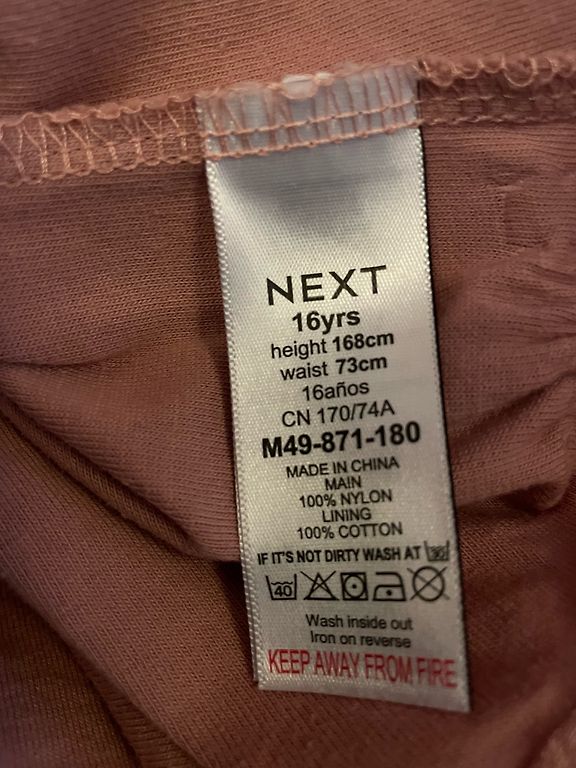 NEXT
16yrs
height 168cm
waist 73cm
16años
CN 170/74A
M49-871-180
MADE IN CHINA
MAIN
100% NYLON
LINING
100% COTTON
IF IT'S NOT DIRTY WASH AT 30
40
Wash inside out
Iron on reverse
KEEP AWAY FROM FIRE